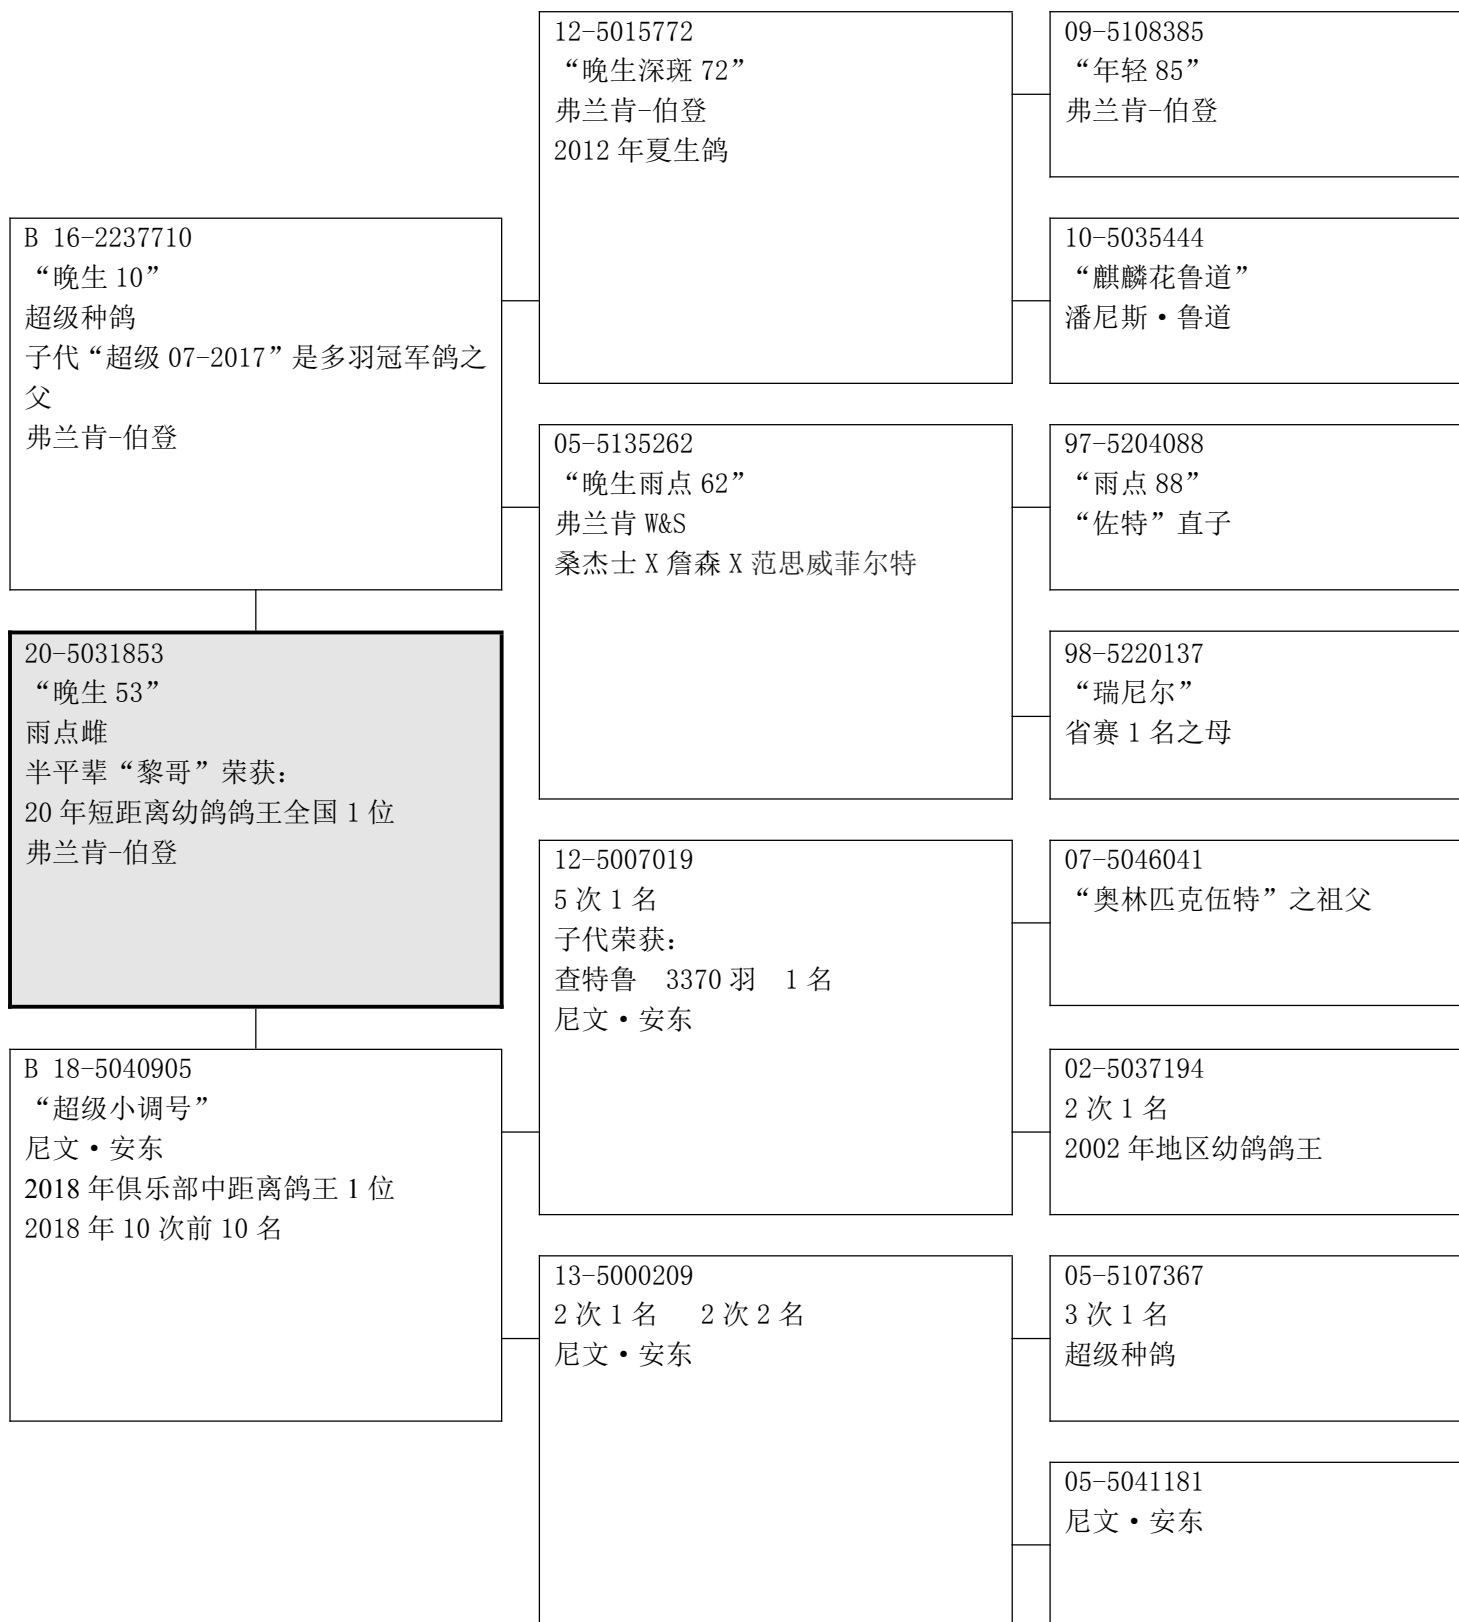 12-5015772
“晚生深斑 72”
弗兰肯-伯登
2012 年夏生鸽
09-5108385
“年轻 85”
弗兰肯-伯登
B 16-2237710
“晚生 10”
超级种鸽
子代“超级 07-2017”是多羽冠军鸽之
父
弗兰肯-伯登
10-5035444
“麒麟花鲁道”
潘尼斯·鲁道
05-5135262
“晚生雨点 62”
弗兰肯 W&S
桑杰士 X 詹森 X 范思威菲尔特
97-5204088
“雨点 88”
“佐特”直子
20-5031853
“晚生 53”
雨点雌
半平辈“黎哥”荣获：
20 年短距离幼鸽鸽王全国 1 位
弗兰肯-伯登
98-5220137
“瑞尼尔”
省赛 1 名之母
12-5007019
5 次 1 名
子代荣获：
查特鲁 3370 羽 1 名
尼文·安东
07-5046041
“奥林匹克伍特”之祖父
B 18-5040905
“超级小调号”
尼文·安东
2018 年俱乐部中距离鸽王 1 位
2018 年 10 次前 10 名
02-5037194
2 次 1 名
2002 年地区幼鸽鸽王
13-5000209
2 次 1 名 2 次 2 名
尼文·安东
05-5107367
3 次 1 名
超级种鸽
05-5041181
尼文·安东